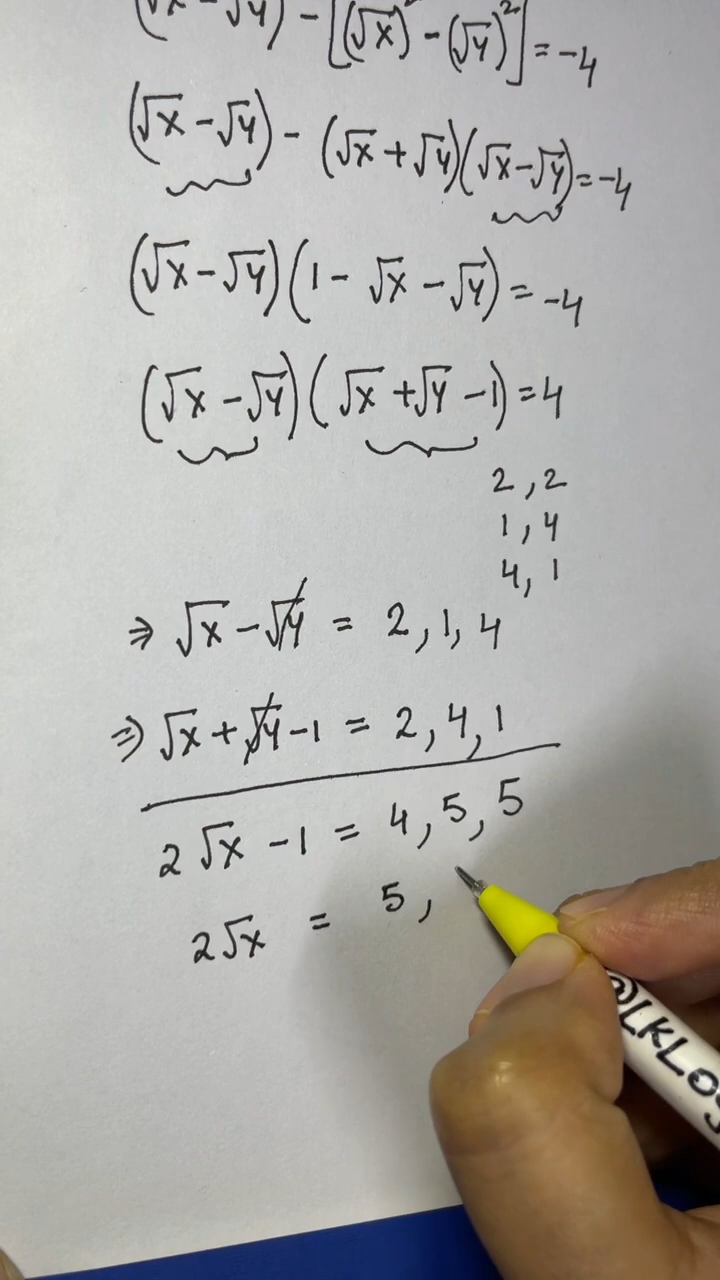 (√x - √y) - [(√x)² - (√y)²] = -4
(√x - √y) - (√x + √y)(√x - √y) = -4
(√x - √y)(1 - √x - √y) = -4
(√x - √y)(√x + √y - 1) = 4
2, 2
1, 4
4, 1
⇒ √x - √y = 2, 1, 4
⇒ √x + √y - 1 = 2, 4, 1
2√x - 1 = 4, 5, 5
2√x = 5,
@LKLOG